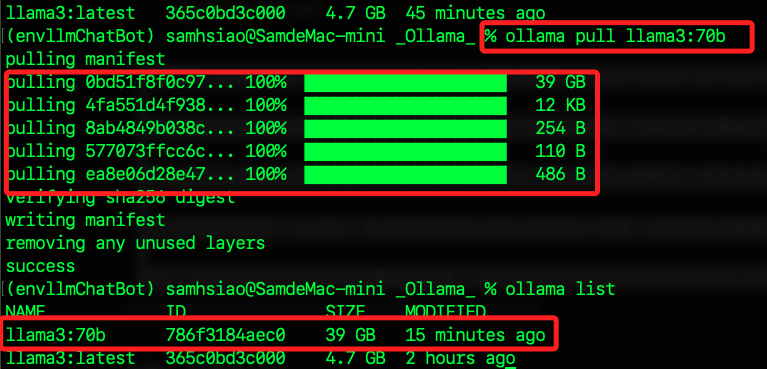 llama3:latest 365c0bd3c000 4.7 GB 45 minutes ago
(envllmChatBot) samhsiao@SamdeMac-mini _Ollama_ % ollama pull llama3:70b
pulling manifest
pulling 0bd51f8f0c97... 100% 39 GB
pulling 4fa551d4f938... 100% 12 KB
pulling 8ab4849b038c... 100% 254 B
pulling 577073ffcc6c... 100% 110 B
pulling ea8e06d28e47... 100% 486 B
verifying sha256 digest
writing manifest
removing any unused layers
success
(envllmChatBot) samhsiao@SamdeMac-mini _Ollama_ % ollama list
NAME ID SIZE MODIFIED
llama3:70b 786f3184aec0 39 GB 15 minutes ago
llama3:latest 365c0bd3c000 4.7 GB 2 hours ago